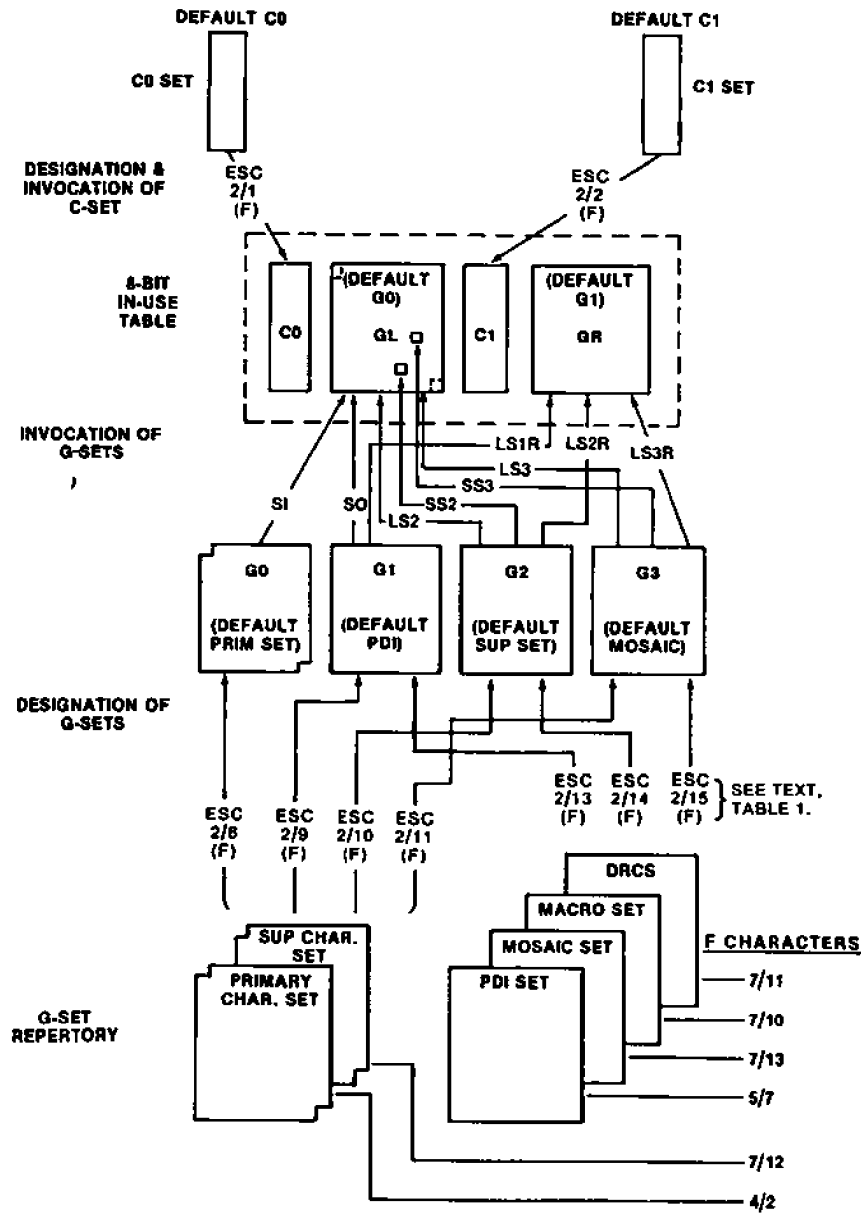 DEFAULT C0
DEFAULT C1
C0 SET
C1 SET
DESIGNATION &
INVOCATION OF
C-SET
ESC
2/1
(F)
ESC
2/2
(F)
8-BIT
IN-USE
TABLE
C0
(DEFAULT
G0)
GL
C1
(DEFAULT
G1)
GR
INVOCATION OF
G-SETS
LS1R
LS2R
LS3R
LS3
SS3
SI
SO
LS2
SS2
G0
(DEFAULT
PRIM SET)
G1
(DEFAULT
PDI)
G2
(DEFAULT
SUP SET)
G3
(DEFAULT
MOSAIC)
DESIGNATION OF
G-SETS
ESC
2/8
(F)
ESC
2/9
(F)
ESC
2/10
(F)
ESC
2/11
(F)
ESC
2/13
(F)
ESC
2/14
(F)
ESC
2/15
(F)
SEE TEXT,
TABLE 1.
G-SET
REPERTORY
SUP CHAR.
SET
PRIMARY
CHAR. SET
DRCS
MACRO SET
MOSAIC SET
PDI SET
F CHARACTERS
7/11
7/10
7/13
5/7
7/12
4/2